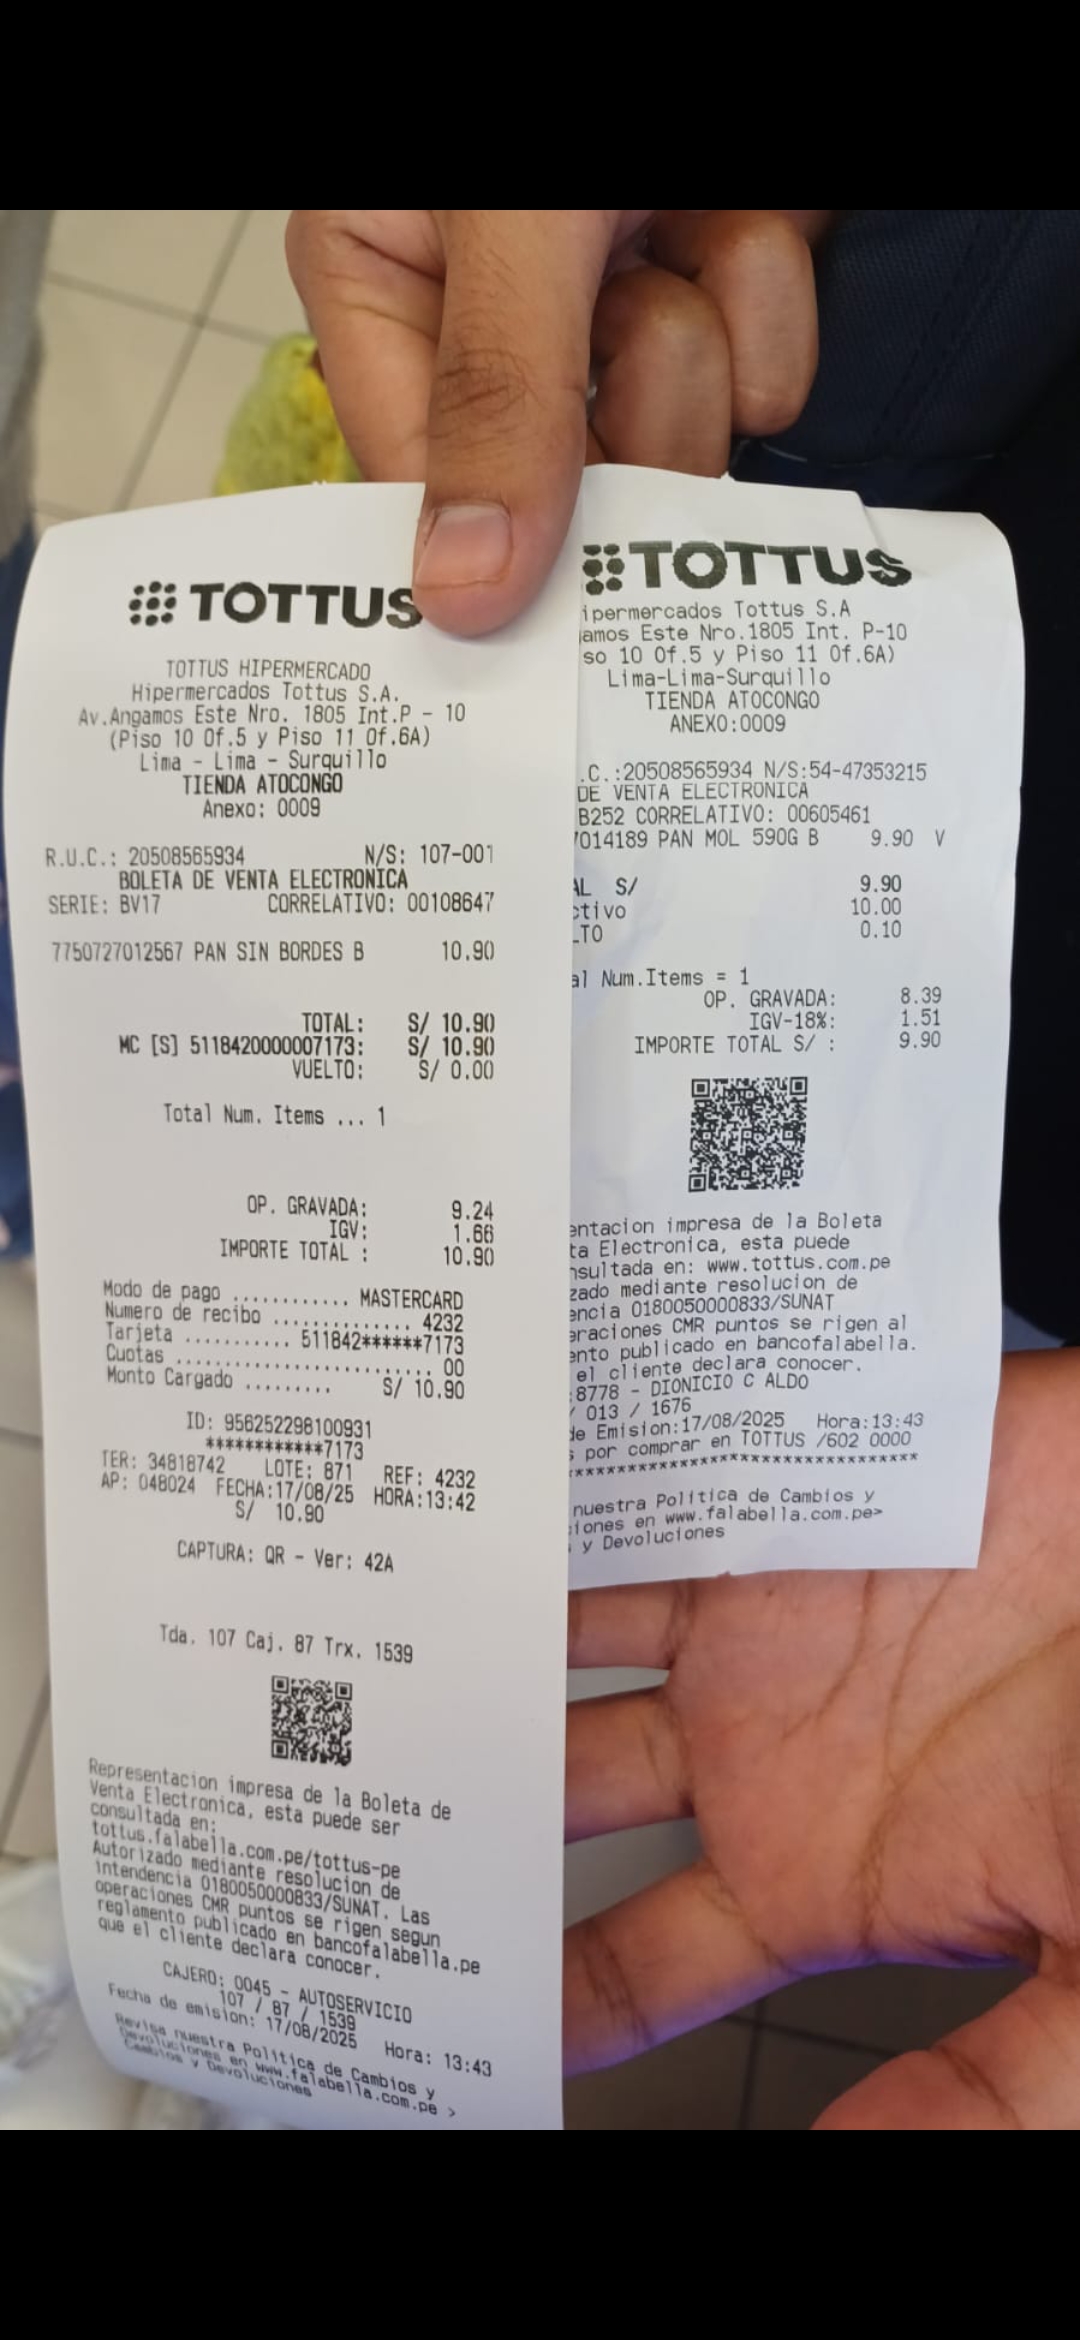 TOTTUS
TOTTUS HIPERMERCADO
Hipermercados Tottus S.A.
Av.Angamos Este Nro. 1805 Int.P - 10
(Piso 10 Of.5 y Piso 11 Of.6A)
Lima - Lima - Surquillo
TIENDA ATOCONGO
Anexo: 0009
R.U.C.: 20508565934 N/S: 107-001
BOLETA DE VENTA ELECTRONICA
SERIE: BV17 CORRELATIVO: 00108647
7750727012567 PAN SIN BORDES B 10.90
TOTAL: S/ 10.90
MC [S] 5118420000007173: S/ 10.90
VUELTO: S/ 0.00
Total Num. Items ... 1
OP. GRAVADA: 9.24
IGV: 1.66
IMPORTE TOTAL : 10.90
Modo de pago ............ MASTERCARD
Numero de recibo .............. 4232
Tarjeta ........... 511842******7173
Cuotas .......................... 00
Monto Cargado ......... S/ 10.90
ID: 956252298100931
************7173
TER: 34818742 LOTE: 871 REF: 4232
AP: 048024 FECHA:17/08/25 HORA:13:42
S/ 10.90
CAPTURA: QR - Ver: 42A
Tda. 107 Caj. 87 Trx. 1539
Representacion impresa de la Boleta de
Venta Electronica, esta puede ser
consultada en:
tottus.falabella.com.pe/tottus-pe
Autorizado mediante resolucion de
intendencia 0180050000833/SUNAT. Las
operaciones CMR puntos se rigen segun
reglamento publicado en bancofalabella.pe
que el cliente declara conocer.
CAJERO: 0045 - AUTOSERVICIO
107 / 87 / 1539
Fecha de emision: 17/08/2025 Hora: 13:43
Revisa nuestra Politica de Cambios y
Devoluciones en www.falabella.com.pe >
Cambios y Devoluciones
TOTTUS
ipermercados Tottus S.A
amos Este Nro.1805 Int. P-10
so 10 Of.5 y Piso 11 Of.6A)
Lima-Lima-Surquillo
TIENDA ATOCONGO
ANEXO:0009
.C.:20508565934 N/S:54-47353215
DE VENTA ELECTRONICA
B252 CORRELATIVO: 00605461
7014189 PAN MOL 590G B 9.90 V
AL S/ 9.90
ctivo 10.00
LTO 0.10
al Num.Items = 1
OP. GRAVADA: 8.39
IGV-18%: 1.51
IMPORTE TOTAL S/ : 9.90
entacion impresa de la Boleta
ta Electronica, esta puede
nsultada en: www.tottus.com.pe
zado mediante resolucion de
encia 0180050000833/SUNAT
eraciones CMR puntos se rigen al
ento publicado en bancofalabella.
el cliente declara conocer.
8778 - DIONICIO C ALDO
/ 013 / 1676
de Emision:17/08/2025 Hora:13:43
s por comprar en TOTTUS /602 0000
*********************************
nuestra Politica de Cambios y
iones en www.falabella.com.pe>
y Devoluciones